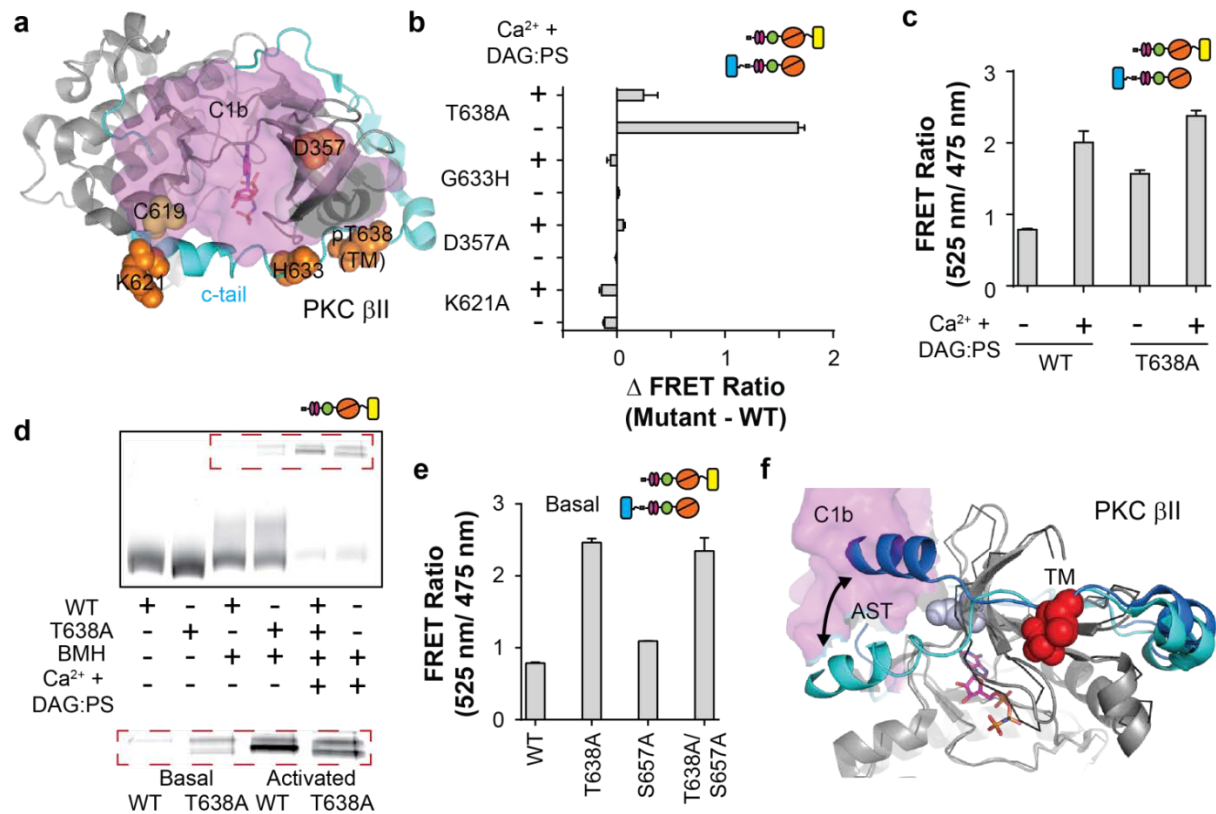 a
C1b
D357
C619
pT638
(TM)
K621
H633
c-tail
PKC βII
b
Ca²⁺ +
DAG:PS
+
T638A
-
+
G633H
-
+
D357A
-
+
K621A
-
0
1
2
Δ FRET Ratio
(Mutant - WT)
c
FRET Ratio
(525 nm/ 475 nm)
3
2
1
0
Ca²⁺ +
DAG:PS
- + - +
WT T638A
d
WT + - + - + -
T638A - + - + + +
BMH - - + + + +
Ca²⁺ +
DAG:PS
- - - - + +
Basal Activated
WT T638A WT T638A
e
Basal
FRET Ratio
(525 nm/ 475 nm)
3
2
1
0
WT
T638A
S657A
T638A/
S657A
f
C1b
PKC βII
TM
AST